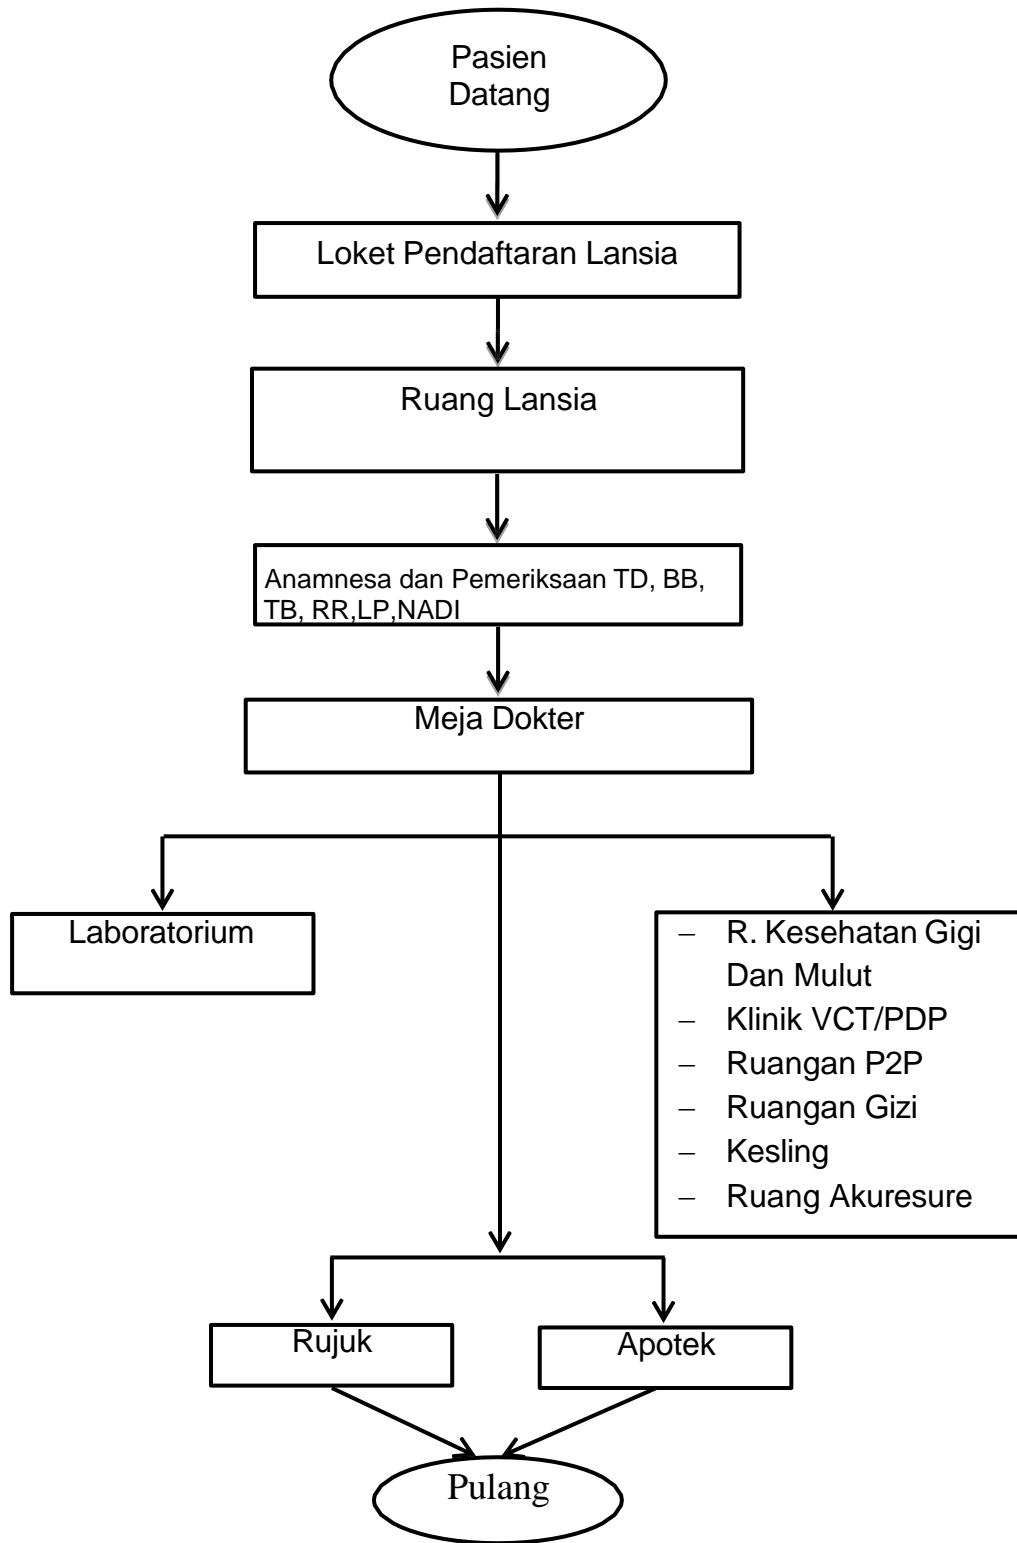 Pasien
Datang
Loket Pendaftaran Lansia
Ruang Lansia
Anamnesa dan Pemeriksaan TD, BB,
TB, RR,LP,NADI
Meja Dokter
Laboratorium
– R. Kesehatan Gigi
Dan Mulut
– Klinik VCT/PDP
– Ruangan P2P
– Ruangan Gizi
– Kesling
– Ruang Akuresure
Rujuk
Apotek
Pulang